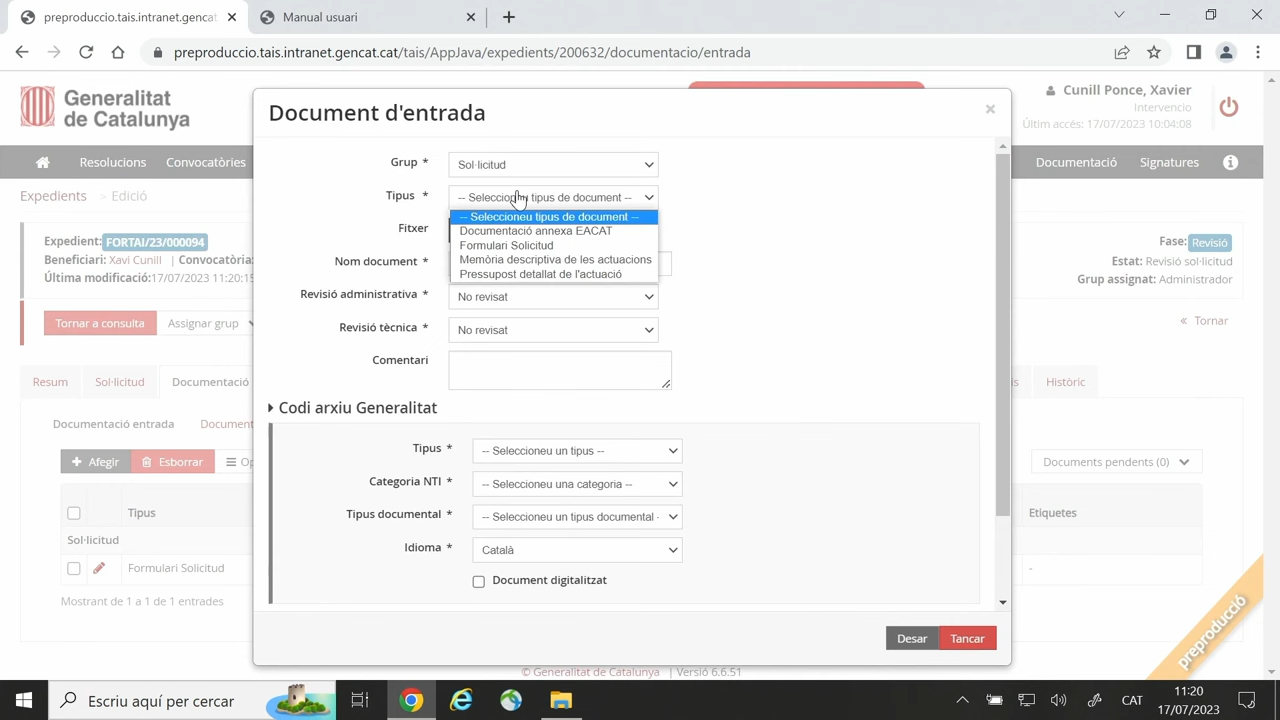 preproduccio.tais.intranet.gencat
Manual usuari
preproduccio.tais.intranet.gencat.cat/tais/AppJava/expedients/200632/documentacio/entrada
Generalitat
de Catalunya
Cunill Ponce, Xavier
Intervencio
Últim accés: 17/07/2023 10:04:08
Resolucions
Convocatòries
Documentació
Signatures
Expedients > Edició
Expedient: FORTAI/23/000094
Beneficiari: Xavi Cunill | Convocatòria:
Última modificació:17/07/2023 11:20:15
Fase: Revisió
Estat: Revisió sol·licitud
Grup assignat: Administrador
Tornar a consulta
Assignar grup
« Tornar
Resum
Sol·licitud
Documentació
Històric
Documentació entrada
Afegir
Esborrar
Documents pendents (0)
Tipus
Etiquetes
Sol·licitud
Formulari Solicitud
-
Mostrant de 1 a 1 de 1 entrades
Document d'entrada
×
Grup *
Sol·licitud
Tipus *
-- Seleccioneu tipus de document --
-- Seleccioneu tipus de document --
Documentació annexa EACAT
Formulari Solicitud
Memòria descriptiva de les actuacions
Pressupost detallat de l'actuació
Fitxer
Nom document *
Revisió administrativa *
No revisat
Revisió tècnica *
No revisat
Comentari
Codi arxiu Generalitat
Tipus *
-- Seleccioneu un tipus --
Categoria NTI *
-- Seleccioneu una categoria --
Tipus documental *
-- Seleccioneu un tipus documental -
Idioma *
Català
Document digitalitzat
Desar
Tancar
preproducció
© Generalitat de Catalunya | Versió 6.6.51
Escriu aquí per cercar
CAT
11:20
17/07/2023